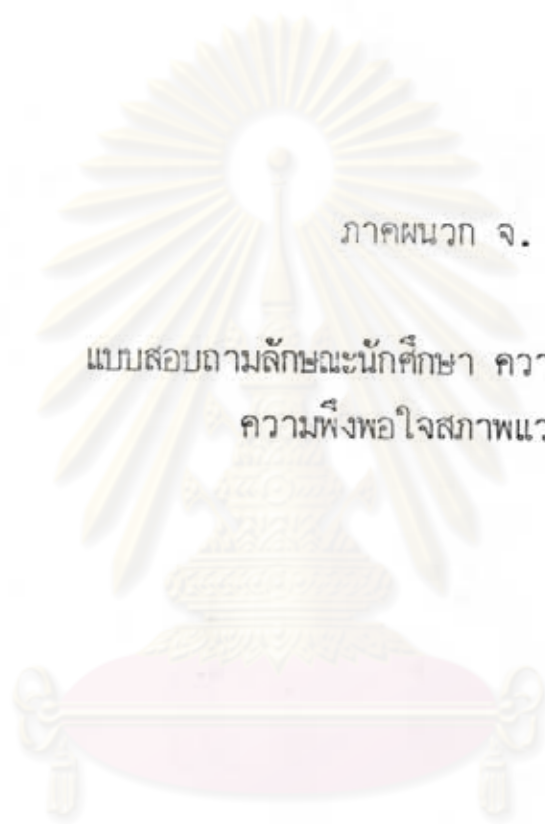 ภาคผนวก จ.
แบบสอบถามลักษณะนักศึกษา
ความพึงพอใจสภาพแว